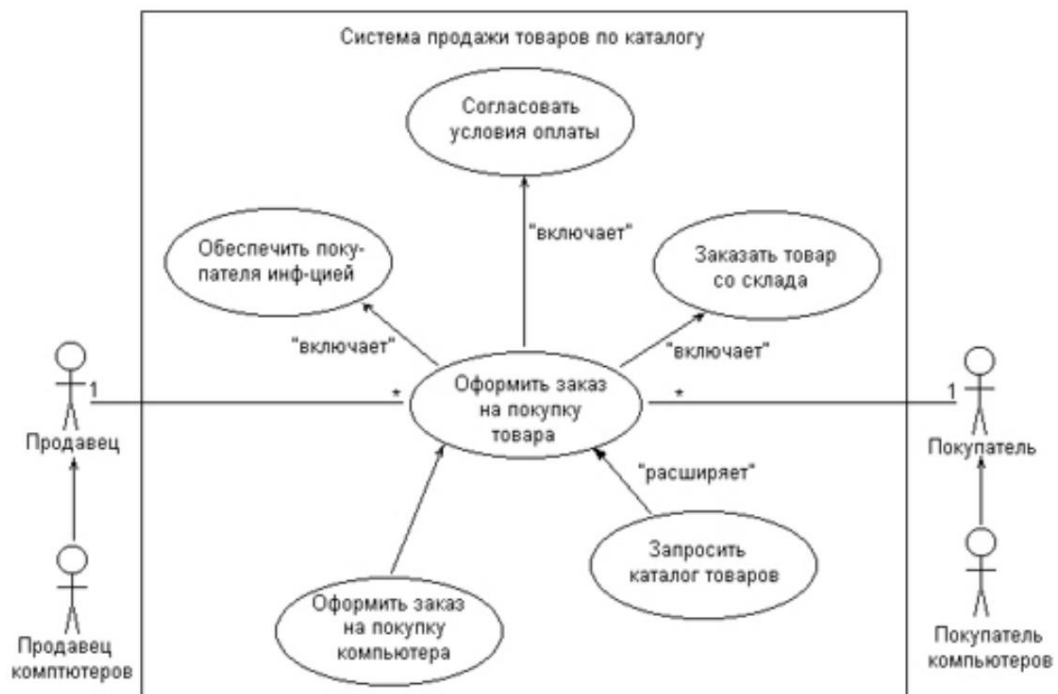 Система продажи товаров по каталогу
Согласовать
условия оплаты
"включает"
Обеспечить поку-
пателя инф-цией
Заказать товар
со склада
"включает"
"включает"
Оформить заказ
на покупку
товара
1
*
*
1
Продавец
Покупатель
"расширяет"
Запросить
каталог товаров
Оформить заказ
на покупку
компьютера
Продавец
комптютеров
Покупатель
компьютеров